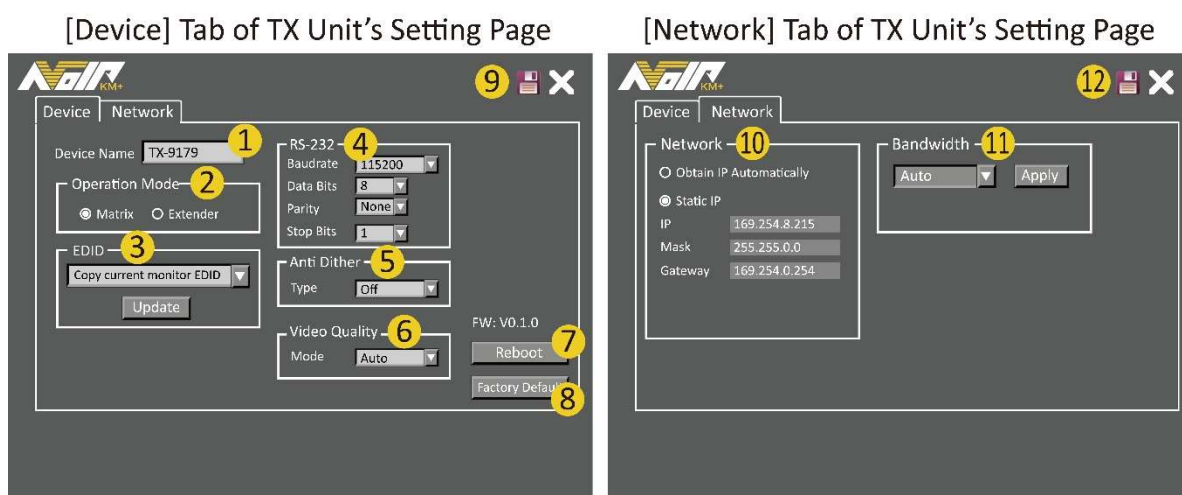 [Device] Tab of TX Unit's Setting Page
NoIP
KM+
9
Device Network
Device Name TX-9179 1
Operation Mode 2
Matrix Extender
EDID 3
Copy current monitor EDID
Update
RS-232 4
Baudrate 115200
Data Bits 8
Parity None
Stop Bits 1
Anti Dither 5
Type Off
Video Quality 6
Mode Auto
FW: V0.1.0
Reboot 7
Factory Default
8
[Network] Tab of TX Unit's Setting Page
NoIP
KM+
12
Device Network
Network 10
Obtain IP Automatically
Static IP
IP 169.254.8.215
Mask 255.255.0.0
Gateway 169.254.0.254
Bandwidth 11
Auto Apply